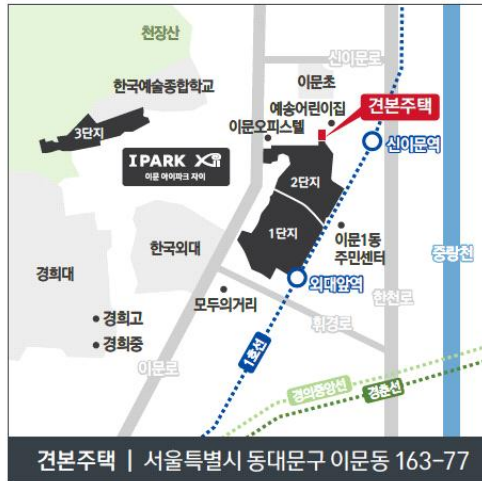 천장산
신이문로
한국예술종합학교
이문초
예송어린이집
견본주택
이문오피스텔
3단지
신이문역
IPARK XI
이문 아이파크 자이
2단지
1단지
한국외대
이문1동
주민센터
경희대
중랑천
외대앞역
한천로
모두의거리
휘경로
경희고
경희중
1호선
이문로
경의중앙선
경춘선
견본주택 | 서울특별시 동대문구 이문동 163-77